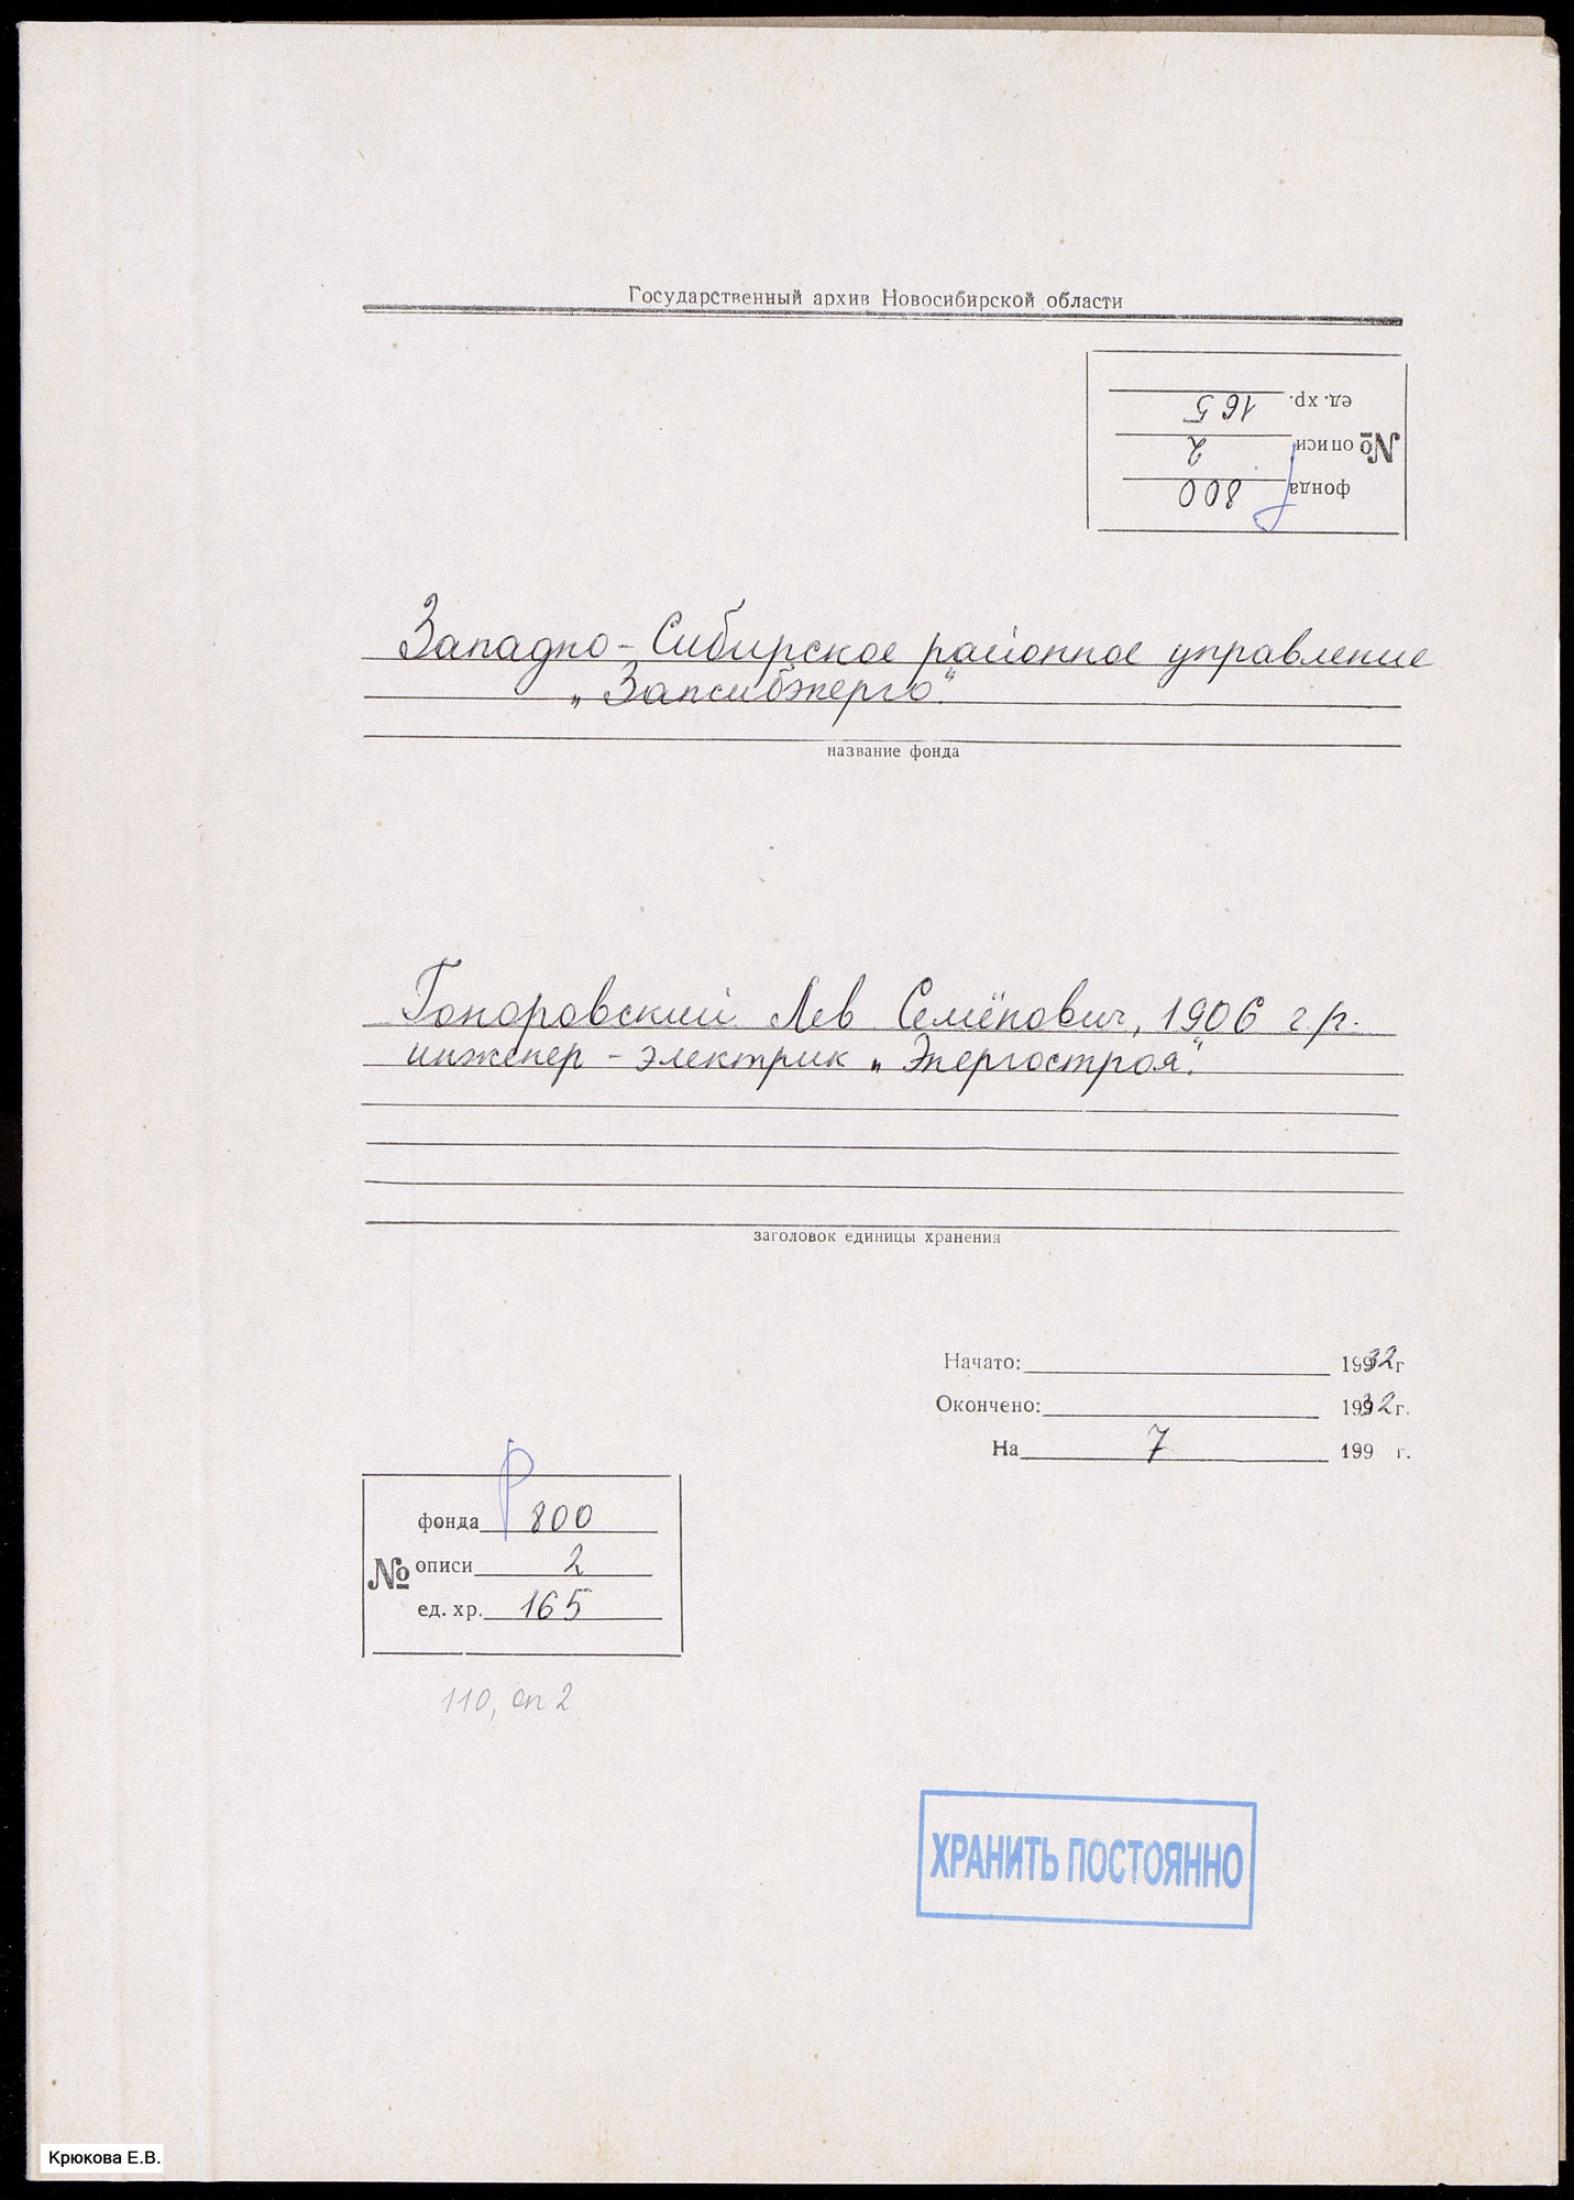 Государственный архив Новосибирской области
№
фонда Р 800
описи 2
ед. хр. 165
Западно-Сибирское районное управление
„Запсибэнерго".
название фонда
Гоноровский Лев Семёнович, 1906 г.р.
инженер-электрик „Энергостроя".
заголовок единицы хранения
Начато: 1932 г
Окончено: 1932 г.
На 7 199 г.
№
фонда Р 800
описи 2
ед. хр. 165
110, оп 2
ХРАНИТЬ ПОСТОЯННО
Крюкова Е.В.